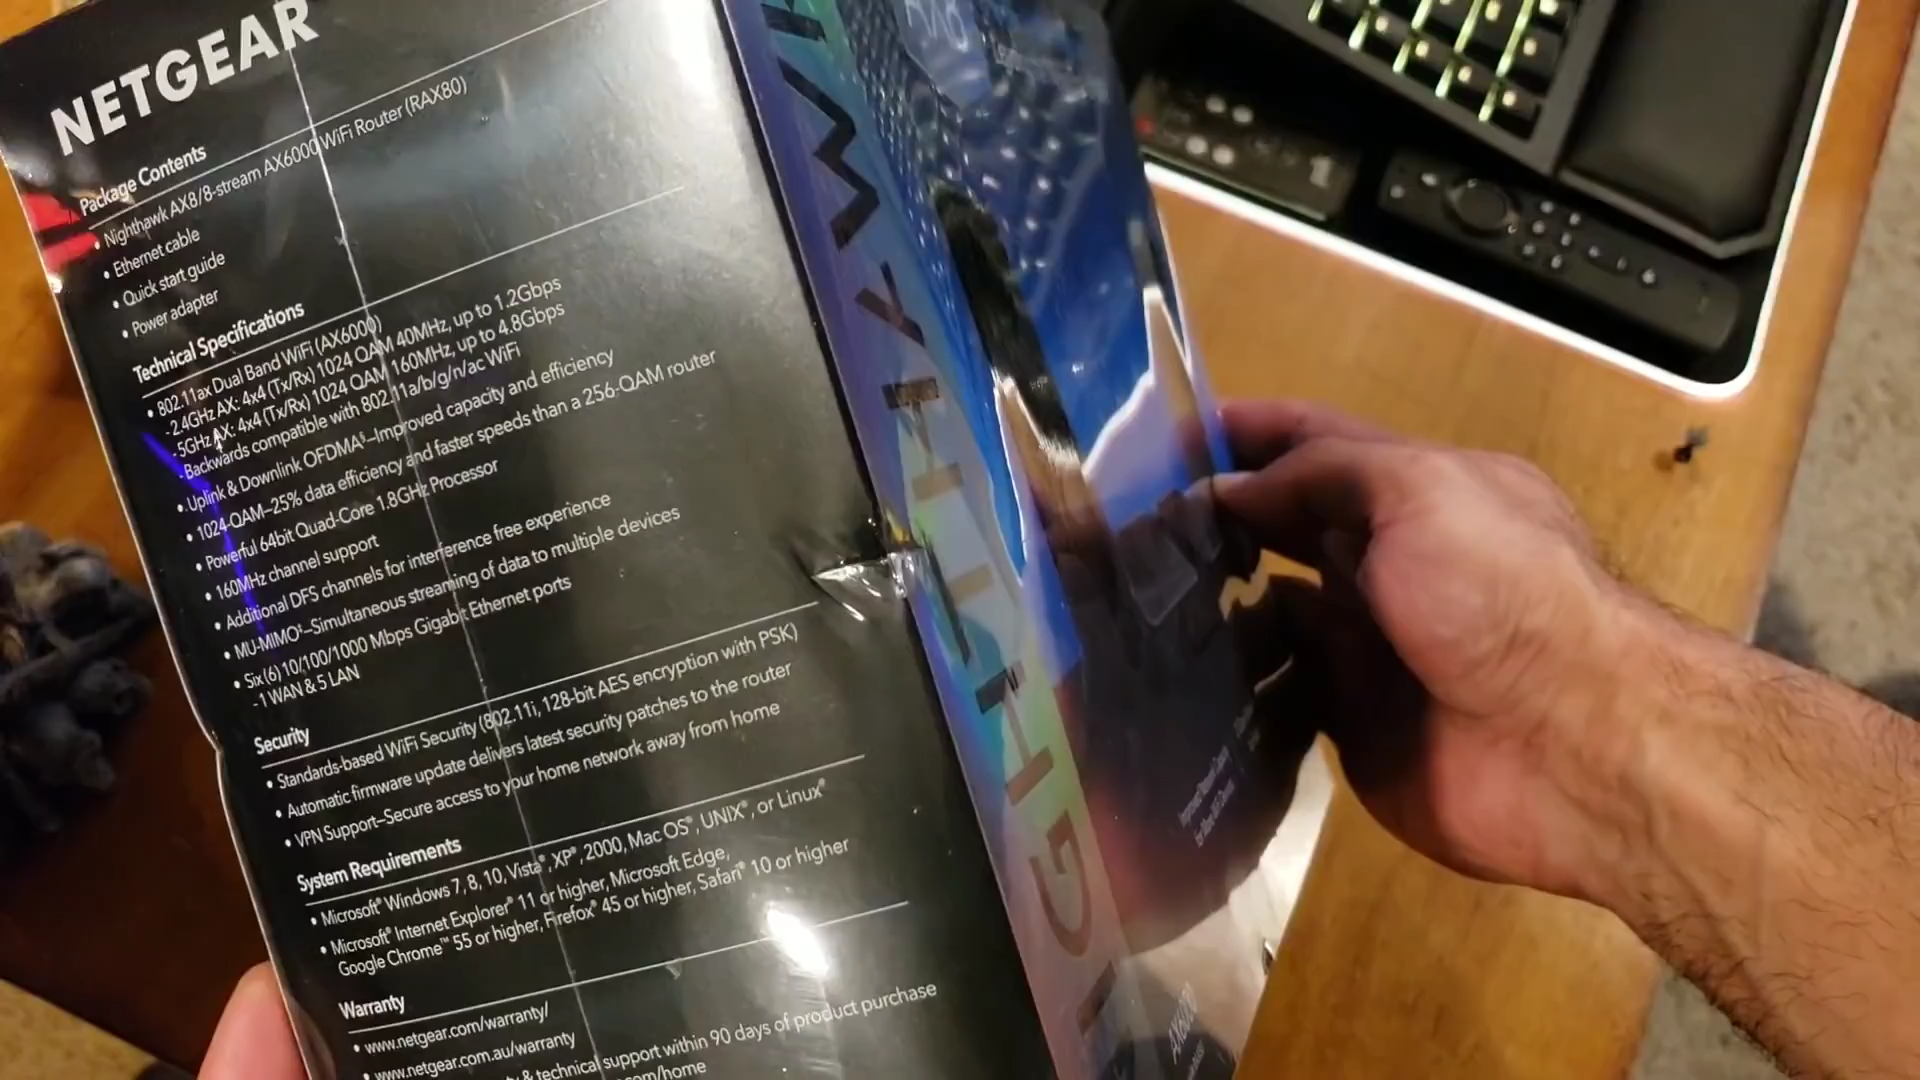 NETGEAR
Package Contents
• Nighthawk AX8/8-stream AX6000 WiFi Router (RAX80)
• Ethernet cable
• Quick start guide
• Power adapter
Technical Specifications
• 802.11ax Dual Band WiFi (AX6000)
-2.4GHz AX: 4x4 (Tx/Rx) 1024 QAM 40MHz, up to 1.2Gbps
-5GHz AX: 4x4 (Tx/Rx) 1024 QAM 160MHz, up to 4.8Gbps
-Backwards compatible with 802.11a/b/g/n/ac WiFi
• Uplink & Downlink OFDMA‡–Improved capacity and efficiency
• 1024-QAM–25% data efficiency and faster speeds than a 256-QAM router
• Powerful 64bit Quad-Core 1.8GHz Processor
• 160MHz channel support
• Additional DFS channels for interference free experience
• MU-MIMO‡–Simultaneous streaming of data to multiple devices
• Six (6) 10/100/1000 Mbps Gigabit Ethernet ports
-1 WAN & 5 LAN
Security
• Standards-based WiFi Security (802.11i, 128-bit AES encryption with PSK)
• Automatic firmware update delivers latest security patches to the router
• VPN Support–Secure access to your home network away from home
System Requirements
• Microsoft® Windows 7, 8, 10, Vista®, XP®, 2000, Mac OS®, UNIX®, or Linux®
• Microsoft® Internet Explorer® 11 or higher, Microsoft Edge,
Google Chrome™ 55 or higher, Firefox® 45 or higher, Safari® 10 or higher
Warranty
• www.netgear.com/warranty/
• www.netgear.com.au/warranty
& technical support within 90 days of product purchase
com/home
NIGHTHAWK
AX6000